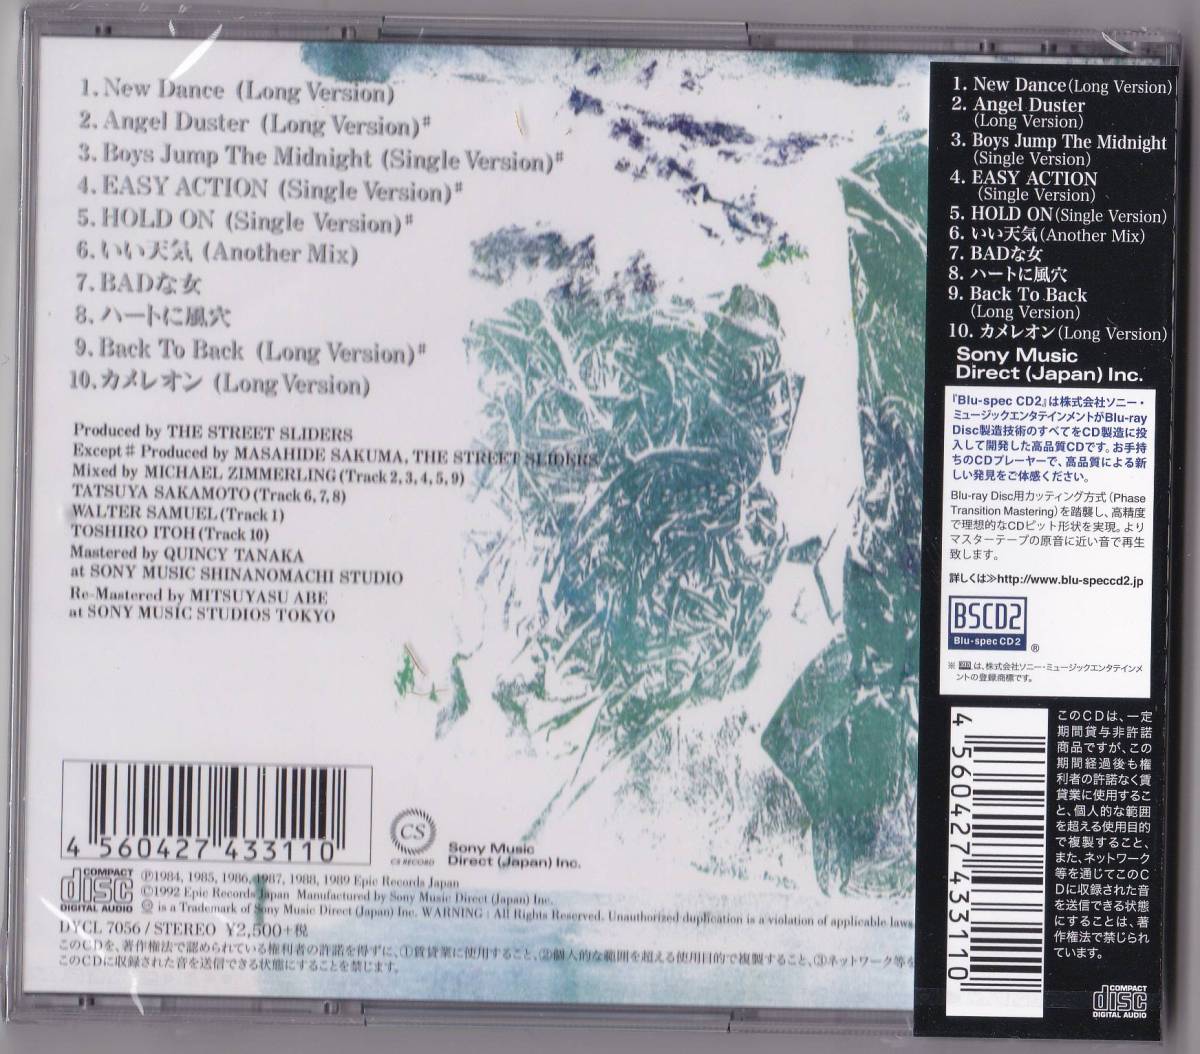 1. New Dance (Long Version)
2. Angel Duster (Long Version)♯
3. Boys Jump The Midnight (Single Version)♯
4. EASY ACTION (Single Version)♯
5. HOLD ON (Single Version)♯
6. いい天気 (Another Mix)
7. BADな女
8. ハートに風穴
9. Back To Back (Long Version)♯
10. カメレオン (Long Version)
Produced by THE STREET SLIDERS
Except♯ Produced by MASAHIDE SAKUMA, THE STREET SLIDERS
Mixed by MICHAEL ZIMMERLING (Track 2, 3, 4, 5, 9)
TATSUYA SAKAMOTO (Track 6, 7, 8)
WALTER SAMUEL (Track 1)
TOSHIRO ITOH (Track 10)
Mastered by QUINCY TANAKA
at SONY MUSIC SHINANOMACHI STUDIO
Re-Mastered by MITSUYASU ABE
at SONY MUSIC STUDIOS TOKYO
4 560427 433110
CS
CS RECORD
Sony Music
Direct (Japan) Inc.
COMPACT
disc
DIGITAL AUDIO
Ⓟ1984, 1985, 1986, 1987, 1988, 1989 Epic Records Japan
©1992 Epic Records Japan Manufactured by Sony Music Direct (Japan) Inc.
is a Trademark of Sony Music Direct (Japan) Inc. WARNING : All Rights Reserved. Unauthorized duplication is a violation of applicable laws
DYCL 7056 / STEREO ¥2,500+税
このCDを、著作権法で認められている権利者の許諾を得ずに、①賃貸業に使用すること、②個人的な範囲を超える使用目的で複製すること、③ネットワーク等を
このCDに収録された音を送信できる状態にすることを禁じます。
1. New Dance (Long Version)
2. Angel Duster
(Long Version)
3. Boys Jump The Midnight
(Single Version)
4. EASY ACTION
(Single Version)
5. HOLD ON (Single Version)
6. いい天気 (Another Mix)
7. BADな女
8. ハートに風穴
9. Back To Back
(Long Version)
10. カメレオン (Long Version)
Sony Music
Direct (Japan) Inc.
『Blu-spec CD2』は株式会社ソニー・
ミュージックエンタテインメントがBlu-ray
Disc製造技術のすべてをCD製造に投
入して開発した高品質CDです。お手持
ちのCDプレーヤーで、高品質による新
しい発見をご体感ください。
Blu-ray Disc用カッティング方式(Phase
Transition Mastering)を踏襲し、高精度
で理想的なCDピット形状を実現。より
マスターテープの原音に近い音で再生
致します。
詳しくは≫http://www.blu-speccd2.jp
BSCD2
Blu-spec CD2
®
※ は、株式会社ソニー・ミュージックエンタテインメ
ントの登録商標です。
4 560427 433110
このCDは、一定
期間貸与非許諾
商品ですが、この
期間経過後も権
利者の許諾なく賃
貸業に使用するこ
と、個人的な範囲
を超える使用目的
で複製すること、
また、ネットワーク
等を通じてこのC
Dに収録された音
を送信できる状態
にすることは、著
作権法で禁じられ
ています。
COMPACT
disc
DIGITAL AUDIO